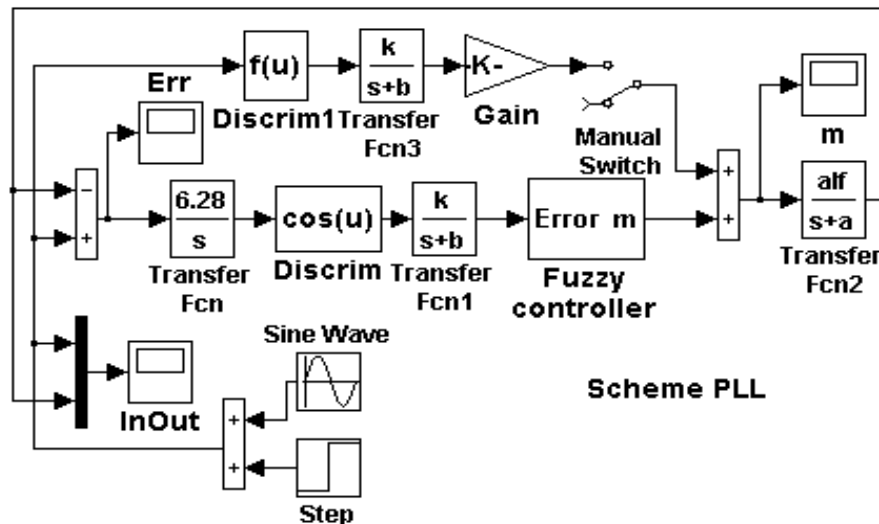 f(u)
k
s+b
-K-
Err
Discrim1
Transfer
Fcn3
Gain
Manual
Switch
m
−
+
6.28
s
cos(u)
k
s+b
Error m
+
+
alf
s+a
Transfer
Fcn
Discrim
Transfer
Fcn1
Fuzzy
controller
Transfer
Fcn2
Sine Wave
InOut
+
+
Scheme PLL
Step